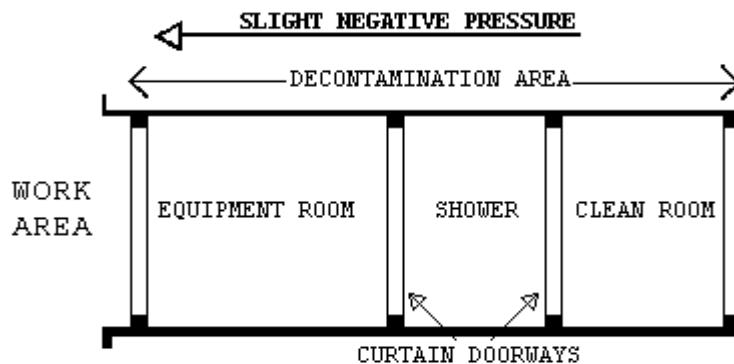 SLIGHT NEGATIVE PRESSURE
DECONTAMINATION AREA
WORK
AREA
EQUIPMENT ROOM
SHOWER
CLEAN ROOM
CURTAIN DOORWAYS